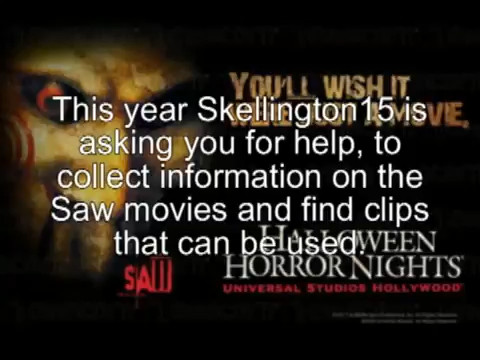 YOU'LL WISH IT
This year Skellington15 is
MOVIE.
asking you for help, to
collect information on the
Saw movies and find clips
that can be used.
HALLOWEEN
SAW
HORROR NIGHTS
UNIVERSAL STUDIOS HOLLYWOOD